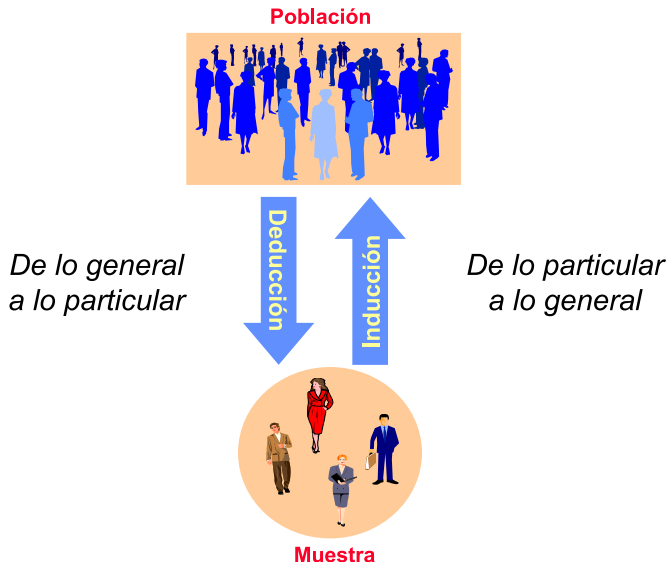 Población
Deducción
Inducción
De lo general
a lo particular
De lo particular
a lo general
Muestra